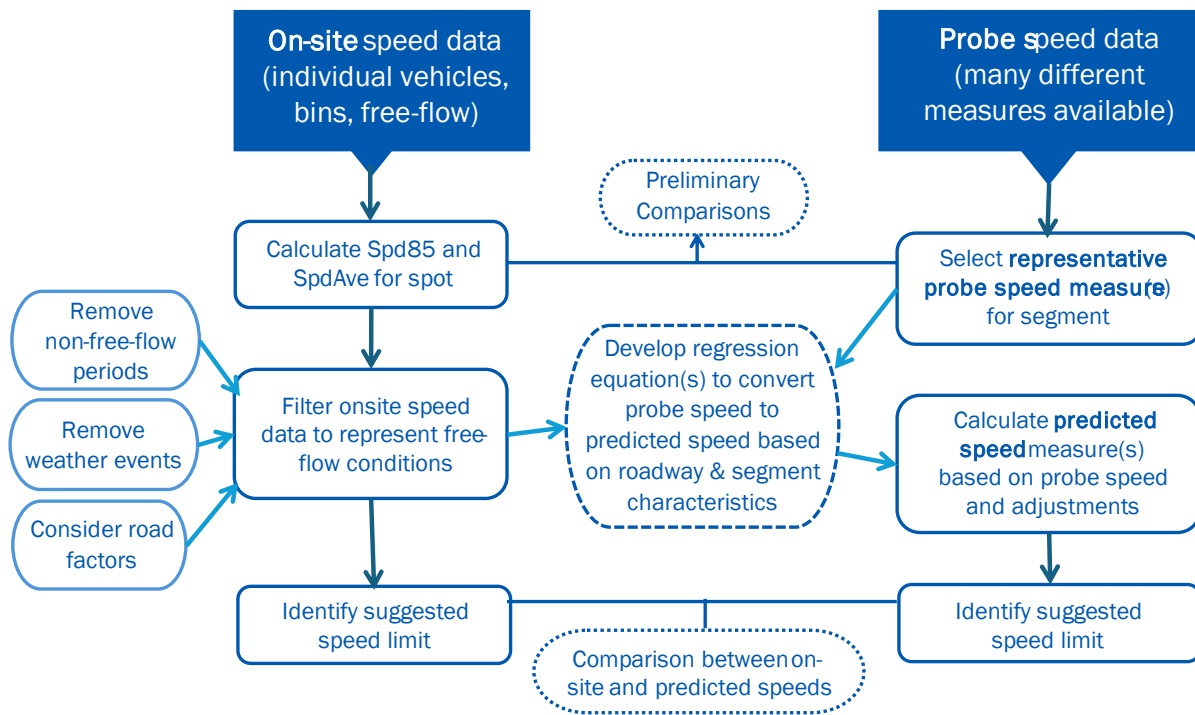 On-site speed data
(individual vehicles,
bins, free-flow)
Probe speed data
(many different
measures available)
Preliminary
Comparisons
Calculate Spd85 and
SpdAve for spot
Select representative
probe speed measure(s)
for segment
Remove
non-free-flow
periods
Remove
weather events
Consider road
factors
Filter onsite speed
data to represent free-
flow conditions
Develop regression
equation(s) to convert
probe speed to
predicted speed based
on roadway & segment
characteristics
Calculate predicted
speed measure(s)
based on probe speed
and adjustments
Identify suggested
speed limit
Comparison between on-
site and predicted speeds
Identify suggested
speed limit